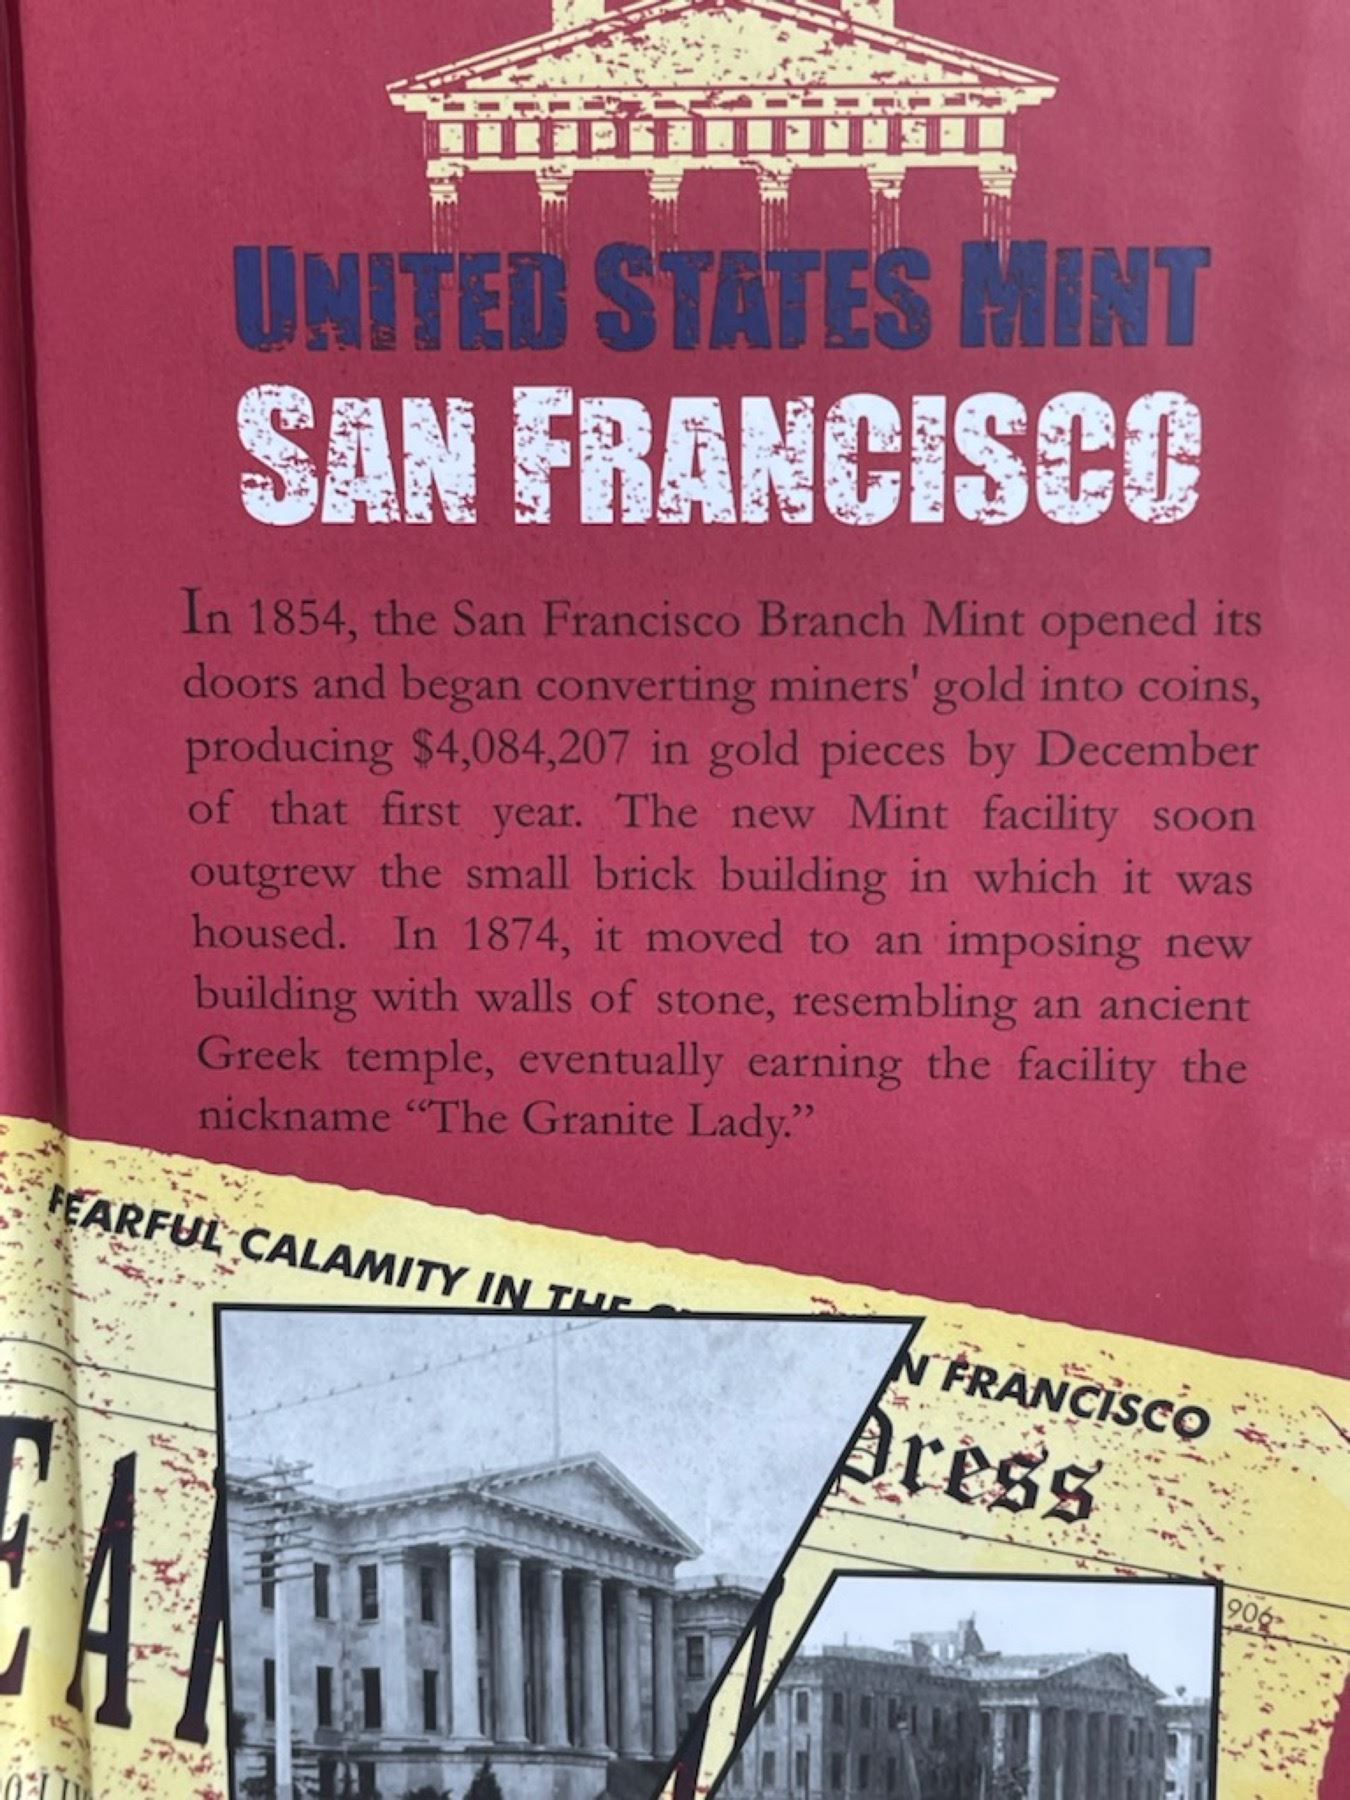 UNITED STATES MINT
SAN FRANCISCO
In 1854, the San Francisco Branch Mint opened its
doors and began converting miners' gold into coins,
producing $4,084,207 in gold pieces by December
of that first year. The new Mint facility soon
outgrew the small brick building in which it was
housed. In 1874, it moved to an imposing new
building with walls of stone, resembling an ancient
Greek temple, eventually earning the facility the
nickname “The Granite Lady.”
FEARFUL CALAMITY IN THE
N FRANCISCO
Press
906